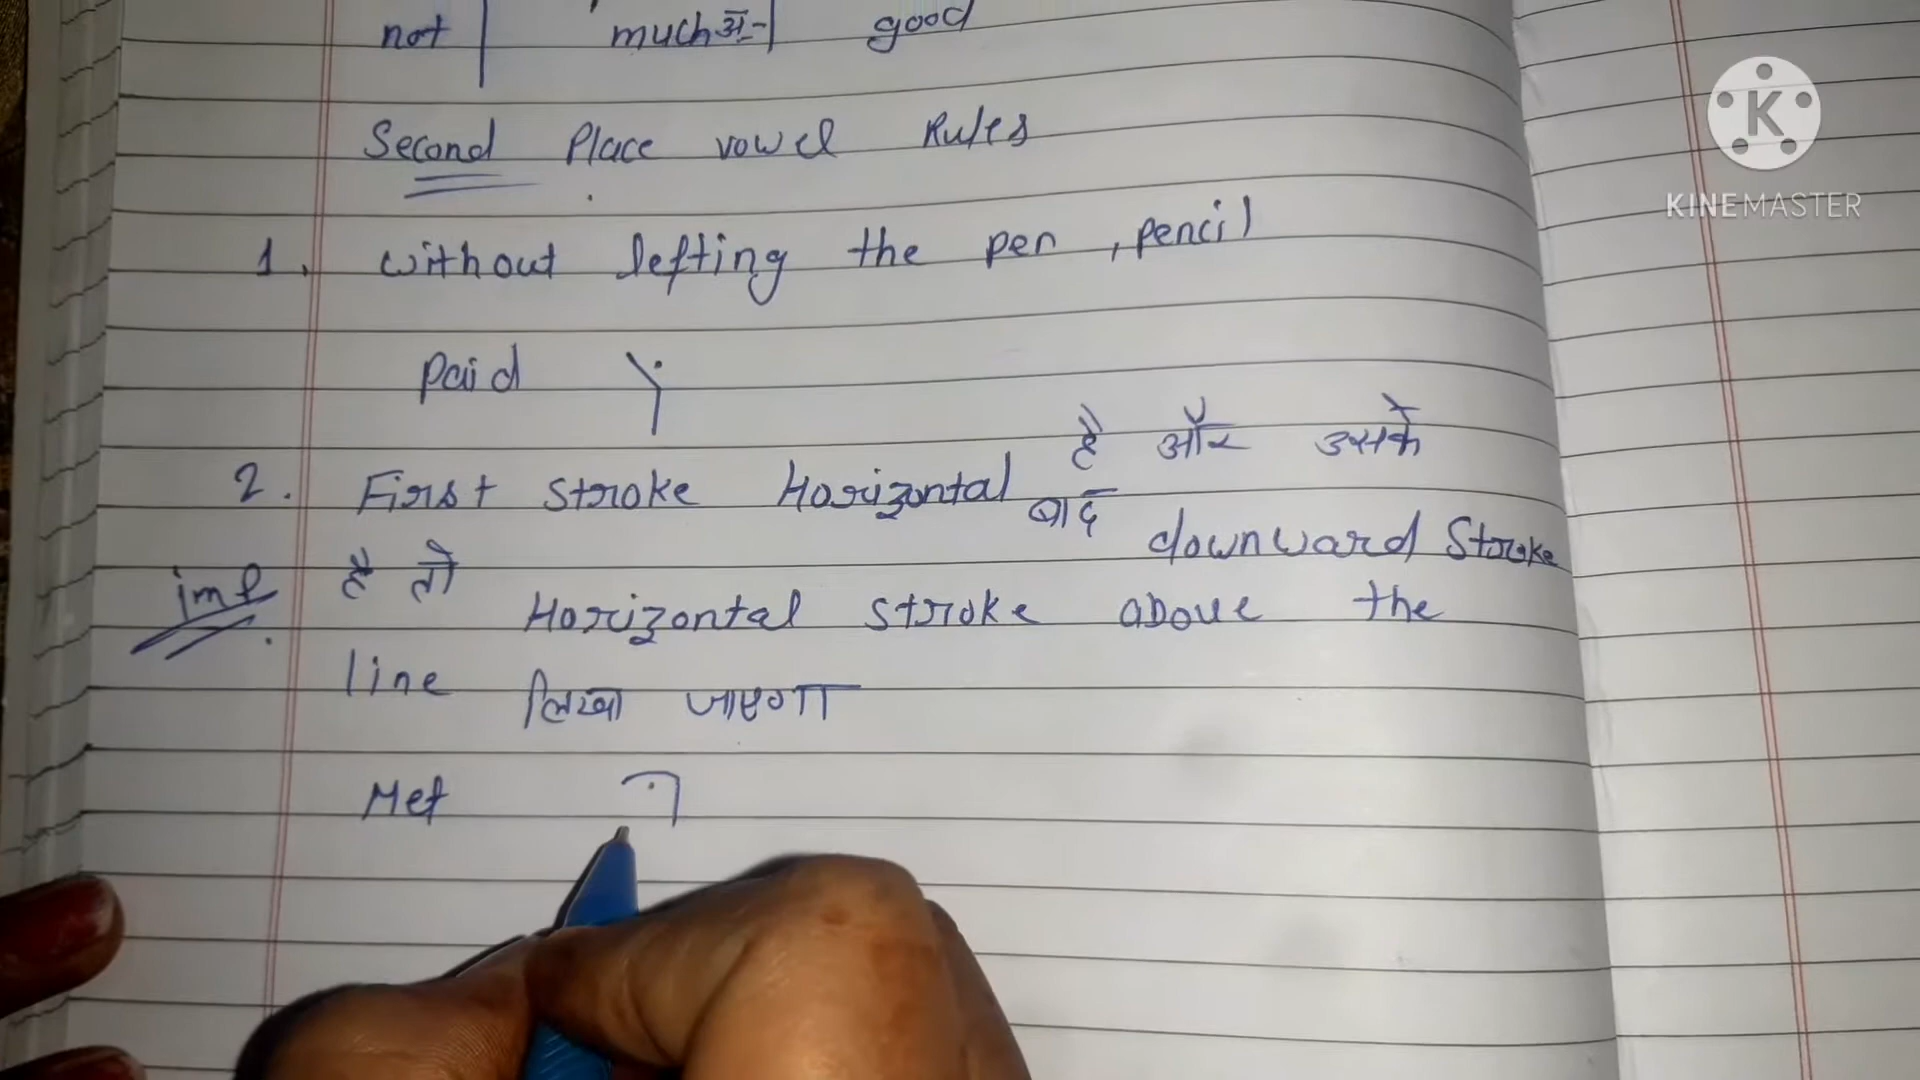 not much अ- good
Second Place vowel Rules
1. without lefting the pen, pencil
Paid
2. First stroke Horizontal है और उसके
बाद downward Stroke
imp है तो Horizontal stroke above the
line लिखा जाएगा
Met
K
KINEMASTER